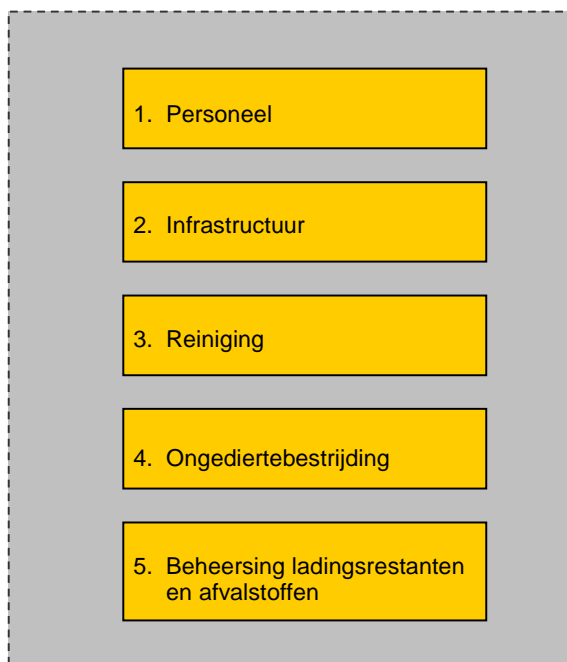 1. Personeel
2. Infrastructuur
3. Reiniging
4. Ongediertebestrijding
5. Beheersing ladingsrestanten
en afvalstoffen